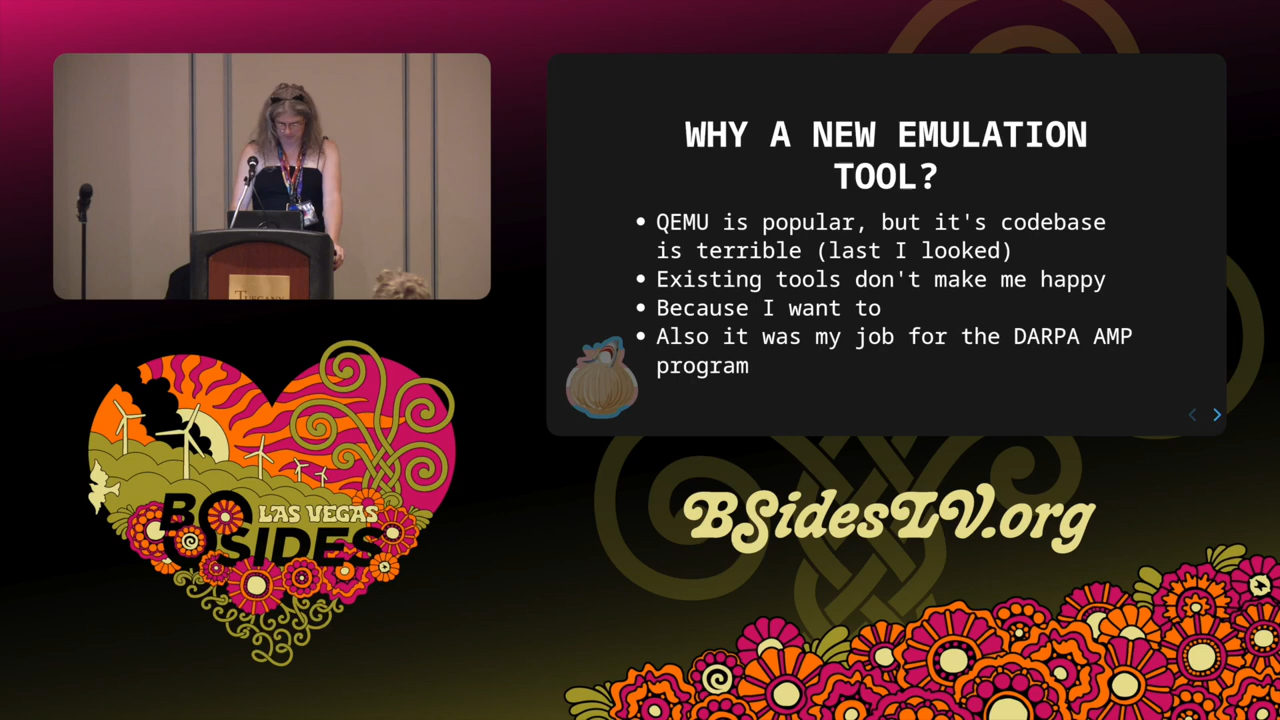 WHY A NEW EMULATION
TOOL?
• QEMU is popular, but it's codebase
is terrible (last I looked)
• Existing tools don't make me happy
• Because I want to
• Also it was my job for the DARPA AMP
program
LAS VEGAS
BSIDES
BSidesLV.org